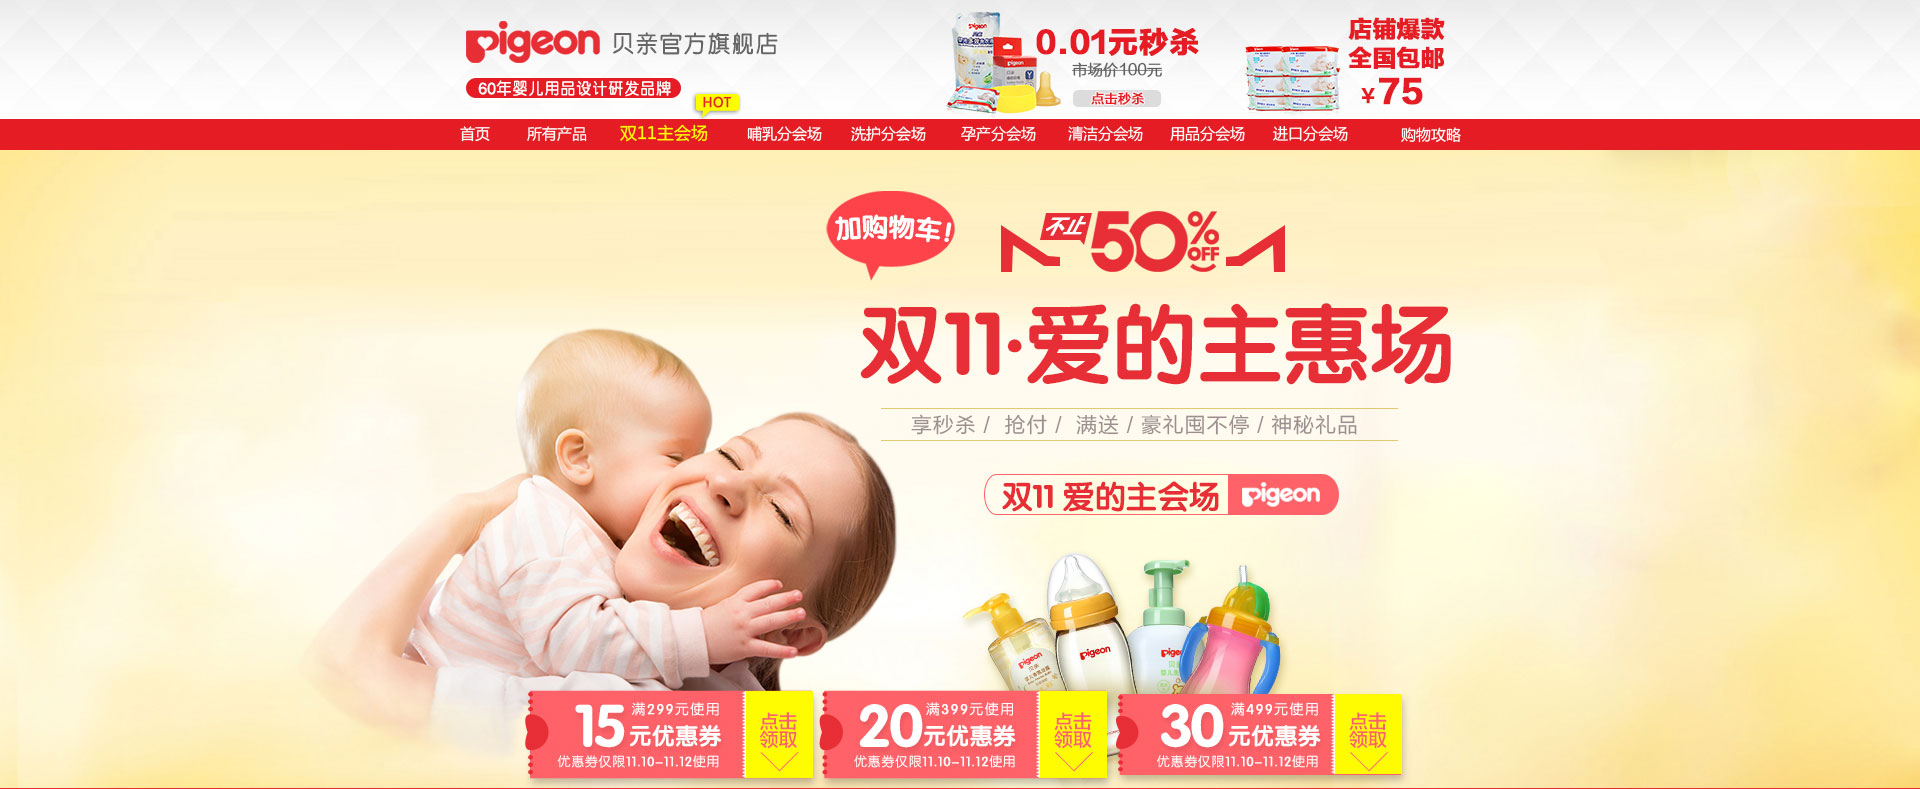 pigeon 贝亲官方旗舰店
60年婴儿用品设计研发品牌
HOT
pigeon
pigeon
0.01元秒杀
市场价100元
点击秒杀
店铺爆款
全国包邮
¥75
首页 所有产品 双11主会场 哺乳分会场 洗护分会场 孕产分会场 清洁分会场 用品分会场 进口分会场 购物攻略
加购物车!
不止50%OFF
双11·爱的主惠场
享秒杀 / 抢付 / 满送 / 豪礼囤不停 / 神秘礼品
双11 爱的主会场 pigeon
pigeon
贝亲
pigeon
pige
贝亲
15 满299元使用
元优惠券
优惠券仅限11.10-11.12使用
点击
领取
20 满399元使用
元优惠券
优惠券仅限11.10-11.12使用
点击
领取
30 满499元使用
元优惠券
优惠券仅限11.10-11.12使用
点击
领取